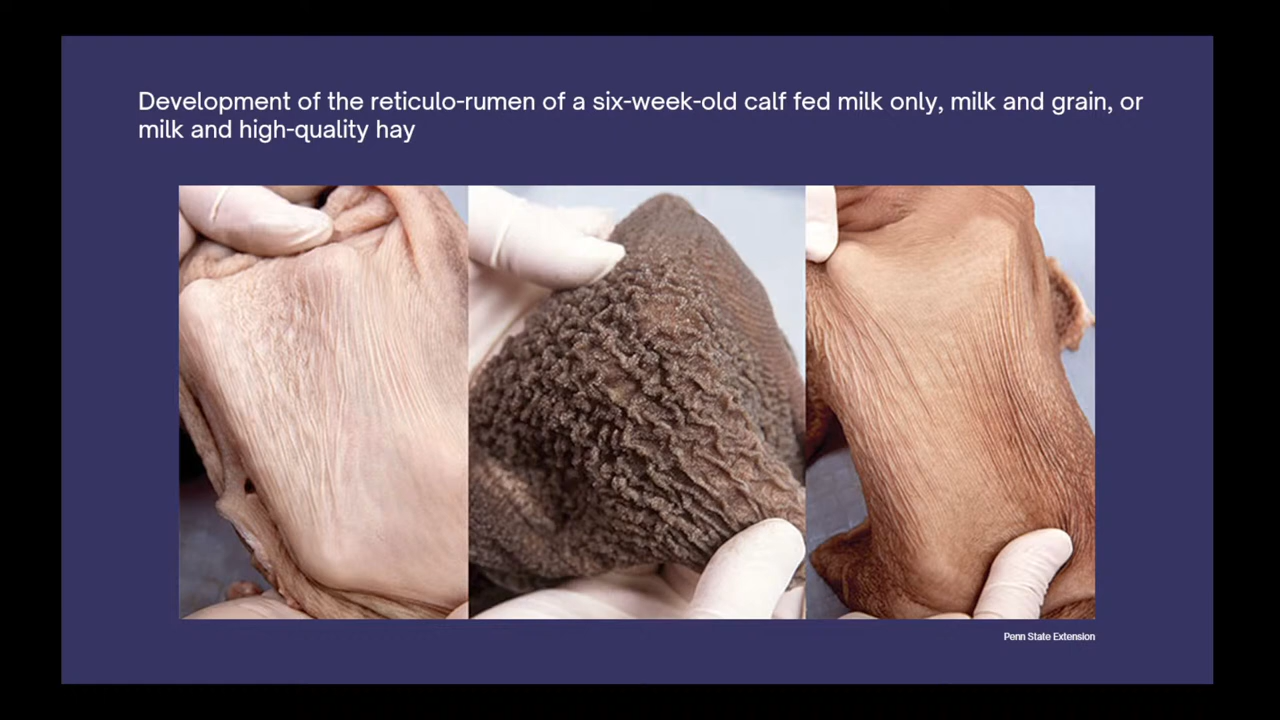 Development of the reticulo-rumen of a six-week-old calf fed milk only, milk and grain, or
milk and high-quality hay
Penn State Extension